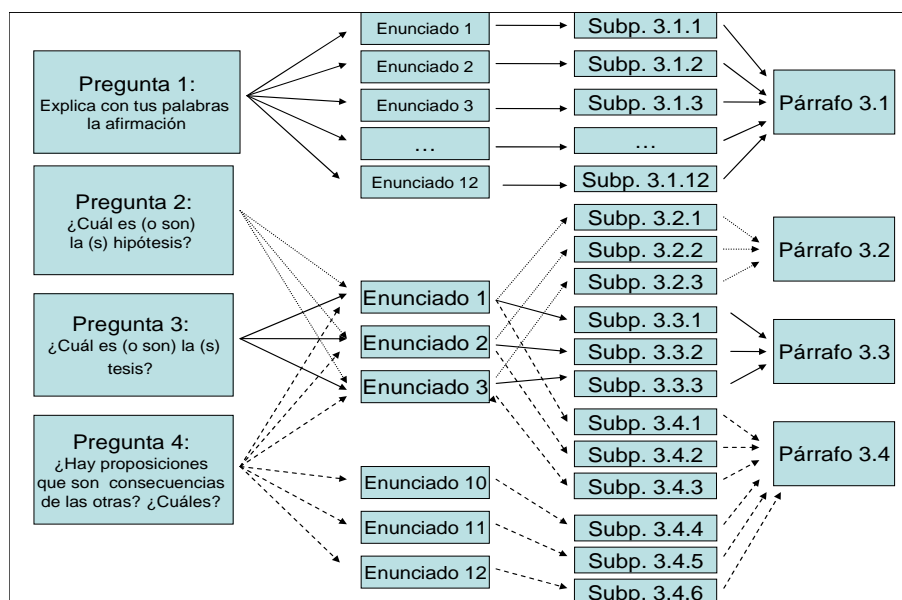 Pregunta 1:
Explica con tus palabras
la afirmación
Pregunta 2:
¿Cuál es (o son)
la (s) hipótesis?
Pregunta 3:
¿Cuál es (o son) la (s)
tesis?
Pregunta 4:
¿Hay proposiciones
que son consecuencias
de las otras? ¿Cuáles?
Enunciado 1
Enunciado 2
Enunciado 3
…
Enunciado 12
Enunciado 1
Enunciado 2
Enunciado 3
Enunciado 10
Enunciado 11
Enunciado 12
Subp. 3.1.1
Subp. 3.1.2
Subp. 3.1.3
…
Subp. 3.1.12
Subp. 3.2.1
Subp. 3.2.2
Subp. 3.2.3
Subp. 3.3.1
Subp. 3.3.2
Subp. 3.3.3
Subp. 3.4.1
Subp. 3.4.2
Subp. 3.4.3
Subp. 3.4.4
Subp. 3.4.5
Subp. 3.4.6
Párrafo 3.1
Párrafo 3.2
Párrafo 3.3
Párrafo 3.4